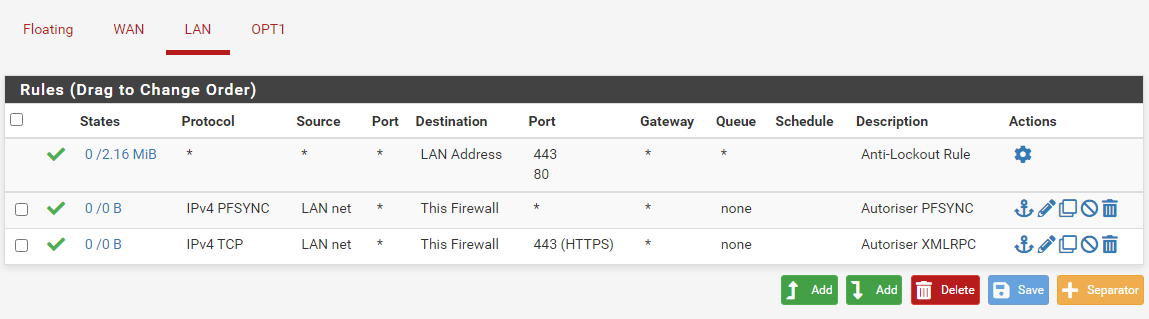 Floating WAN LAN OPT1
Rules (Drag to Change Order)
States Protocol Source Port Destination Port Gateway Queue Schedule Description Actions
0 /2.16 MiB * * * LAN Address 443 * * Anti-Lockout Rule
80
0 /0 B IPv4 PFSYNC LAN net * This Firewall * * none Autoriser PFSYNC
0 /0 B IPv4 TCP LAN net * This Firewall 443 (HTTPS) * none Autoriser XMLRPC
Add Add Delete Save Separator